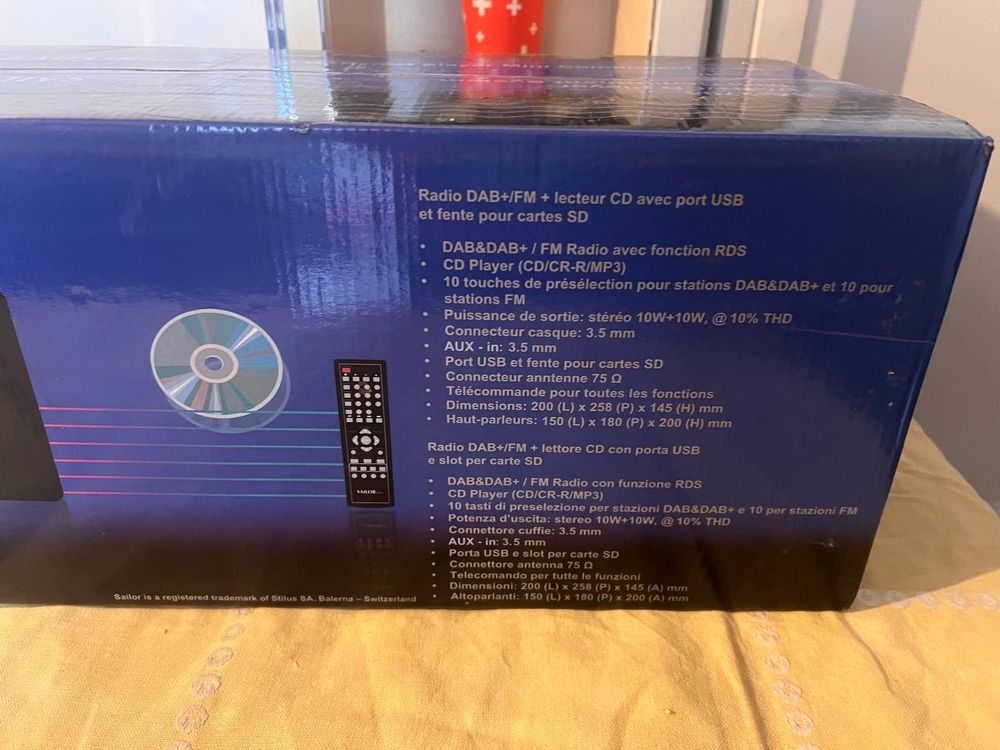 Radio DAB+/FM + lecteur CD avec port USB
et fente pour cartes SD
• DAB&DAB+ / FM Radio avec fonction RDS
• CD Player (CD/CR-R/MP3)
• 10 touches de présélection pour stations DAB&DAB+ et 10 pour
stations FM
• Puissance de sortie: stéréo 10W+10W, @ 10% THD
• Connecteur casque: 3.5 mm
• AUX - in: 3.5 mm
• Port USB et fente pour cartes SD
• Connecteur anntenne 75 Ω
• Télécommande pour toutes les fonctions
• Dimensions: 200 (L) x 258 (P) x 145 (H) mm
• Haut-parleurs: 150 (L) x 180 (P) x 200 (H) mm
Radio DAB+/FM + lettore CD con porta USB
e slot per carte SD
• DAB&DAB+ / FM Radio con funzione RDS
• CD Player (CD/CR-R/MP3)
• 10 tasti di preselezione per stazioni DAB&DAB+ e 10 per stazioni FM
• Potenza d'uscita: stereo 10W+10W, @ 10% THD
• Connettore cuffie: 3.5 mm
• AUX - in: 3.5 mm
• Porta USB e slot per carte SD
• Connettore antenna 75 Ω
• Telecomando per tutte le funzioni
• Dimensioni: 200 (L) x 258 (P) x 145 (A) mm
• Altoparlanti: 150 (L) x 180 (P) x 200 (A) mm
SAILOR
Sailor is a registered trademark of Stilus SA, Balerna – Switzerland